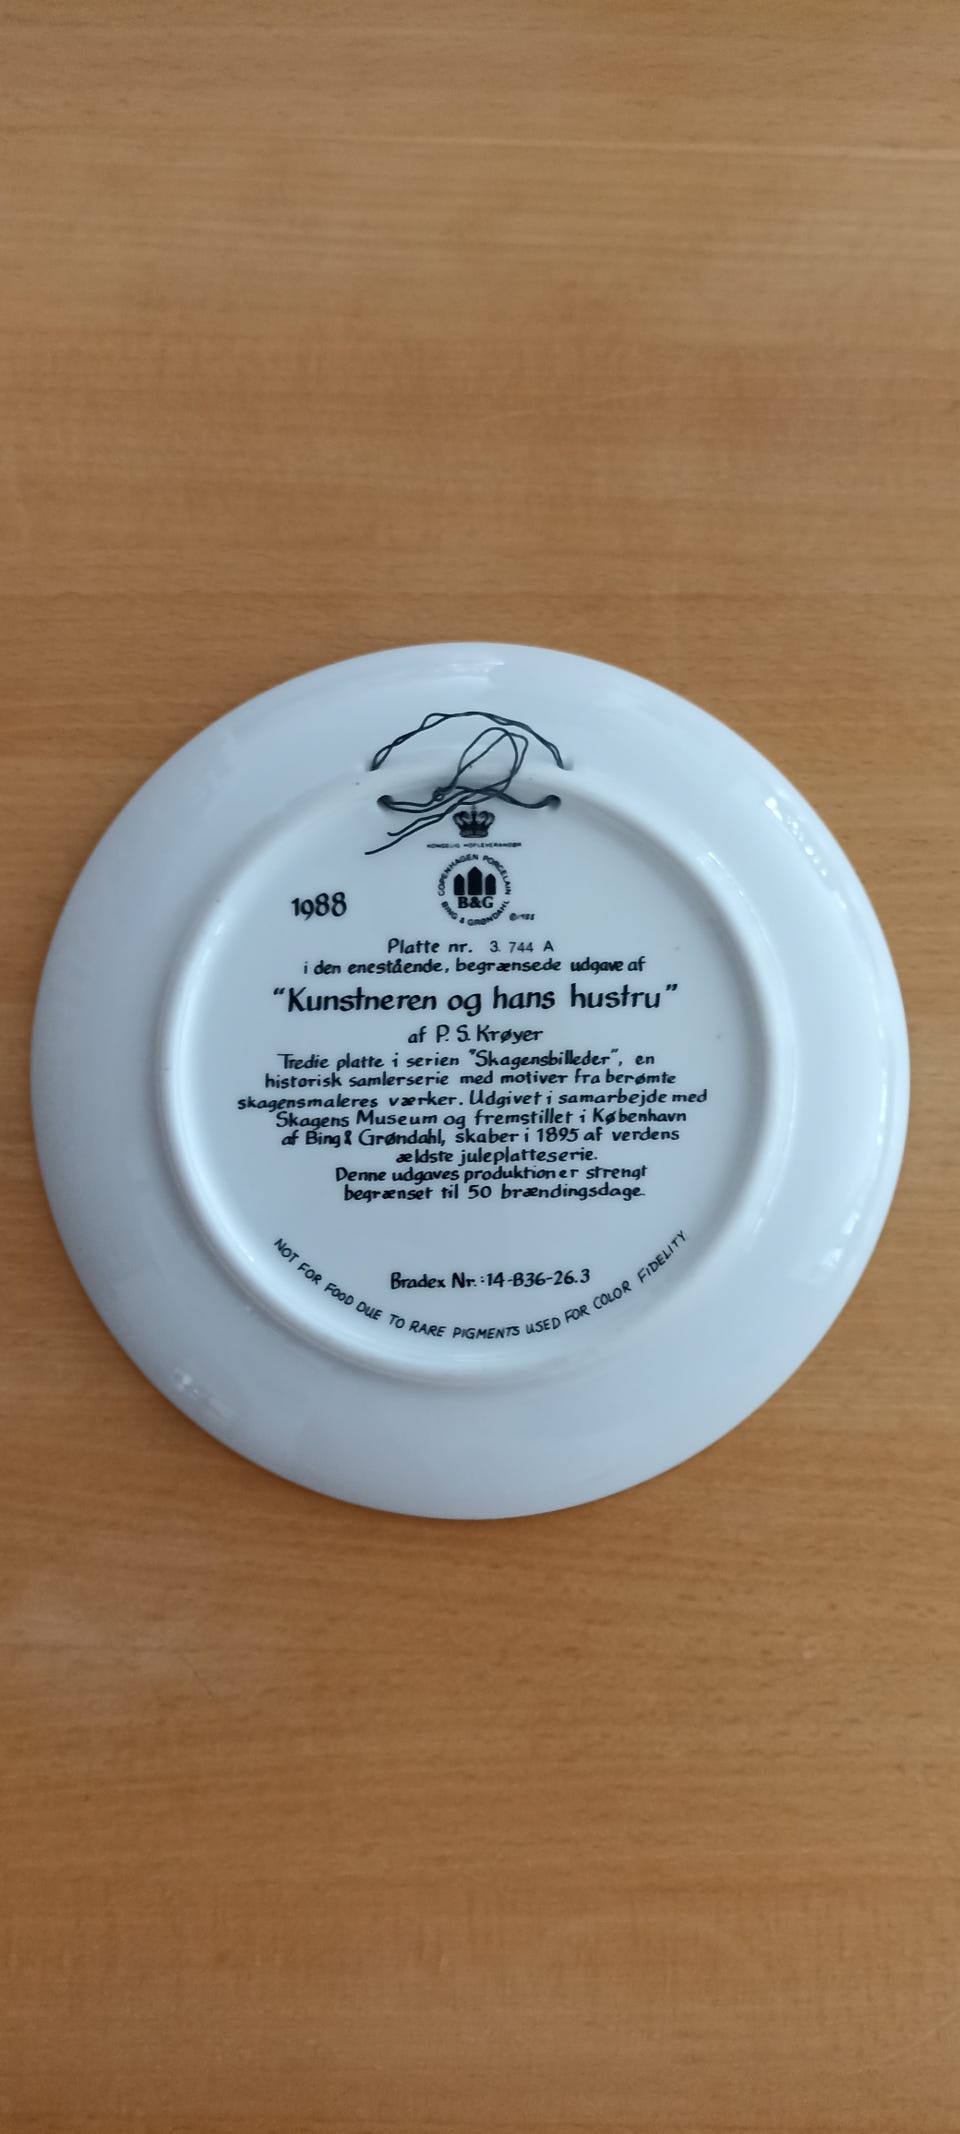 KONGELIG HOFLEVERANDØR
COPENHAGEN PORCELAIN
B&G
BING & GRØNDAHL
1988
Platte nr. 3. 744 A
i den enestående, begrænsede udgave af
“Kunstneren og hans hustru”
af P. S. Krøyer
Tredie platte i serien "Skagensbilleder", en
historisk samlerserie med motiver fra berømte
skagensmaleres værker. Udgivet i samarbejde med
Skagens Museum og fremstillet i København
af Bing & Grøndahl, skaber i 1895 af verdens
ældste juleplatteserie.
Denne udgaves produktion er strengt
begrænset til 50 brændingsdage.
Bradex Nr.:14-B36-26.3
NOT FOR FOOD DUE TO RARE PIGMENTS USED FOR COLOR FIDELITY